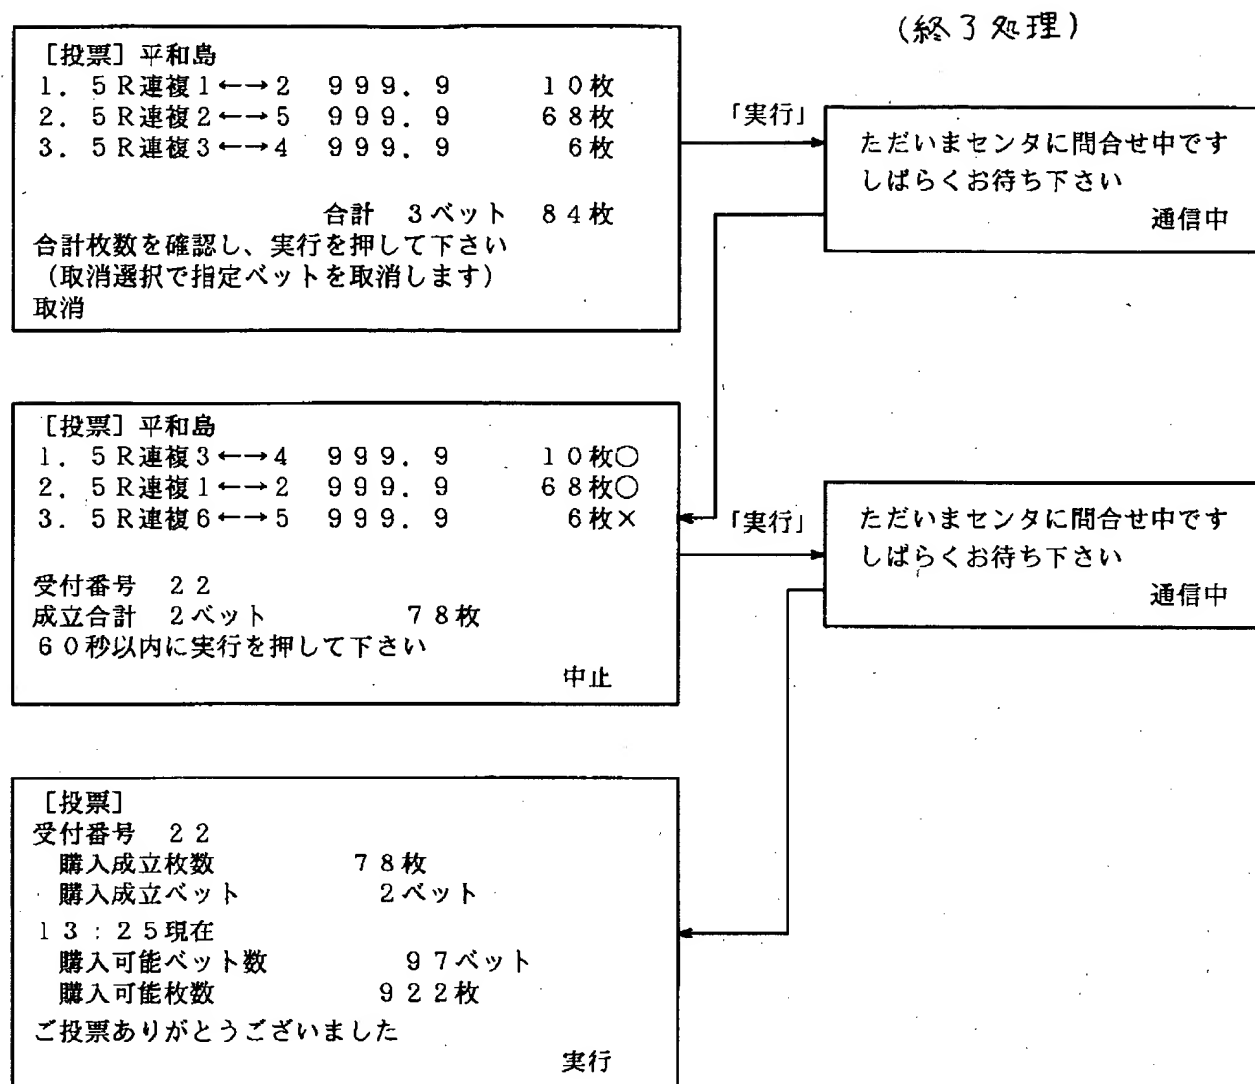 (終了処理)
［投票］平和島
１．５Ｒ連複１←→２　９９９．９　　１０枚
２．５Ｒ連複２←→５　９９９．９　　６８枚
３．５Ｒ連複３←→４　９９９．９　　６枚
合計　３ベット　８４枚
合計枚数を確認し、実行を押して下さい
（取消選択で指定ベットを取消します）
取消
「実行」
ただいまセンタに問合せ中です
しばらくお待ち下さい
通信中
［投票］平和島
１．５Ｒ連複３←→４　９９９．９　　１０枚○
２．５Ｒ連複１←→２　９９９．９　　６８枚○
３．５Ｒ連複６←→５　９９９．９　　６枚×
受付番号　２２
成立合計　２ベット　　７８枚
６０秒以内に実行を押して下さい
中止
「実行」
ただいまセンタに問合せ中です
しばらくお待ち下さい
通信中
［投票］
受付番号　２２
購入成立枚数　　７８枚
購入成立ベット　　２ベット
１３：２５現在
購入可能ベット数　　９７ベット
購入可能枚数　　９２２枚
ご投票ありがとうございました
実行